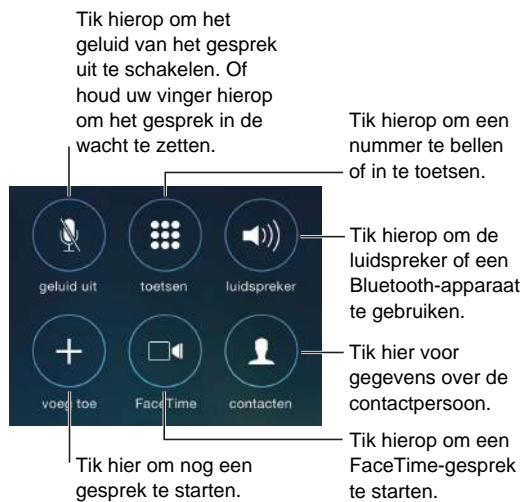 Tik hierop om het
geluid van het gesprek
uit te schakelen. Of
houd uw vinger hierop
om het gesprek in de
wacht te zetten.
Tik hierop om een
nummer te bellen
of in te toetsen.
geluid uit
toetsen
luidspreker
Tik hierop om de
luidspreker of een
Bluetooth-apparaat
te gebruiken.
voeg toe
FaceTime
contacten
Tik hier voor
gegevens over de
contactpersoon.
Tik hier om nog een
gesprek te starten.
Tik hierop om een
FaceTime-gesprek
te starten.